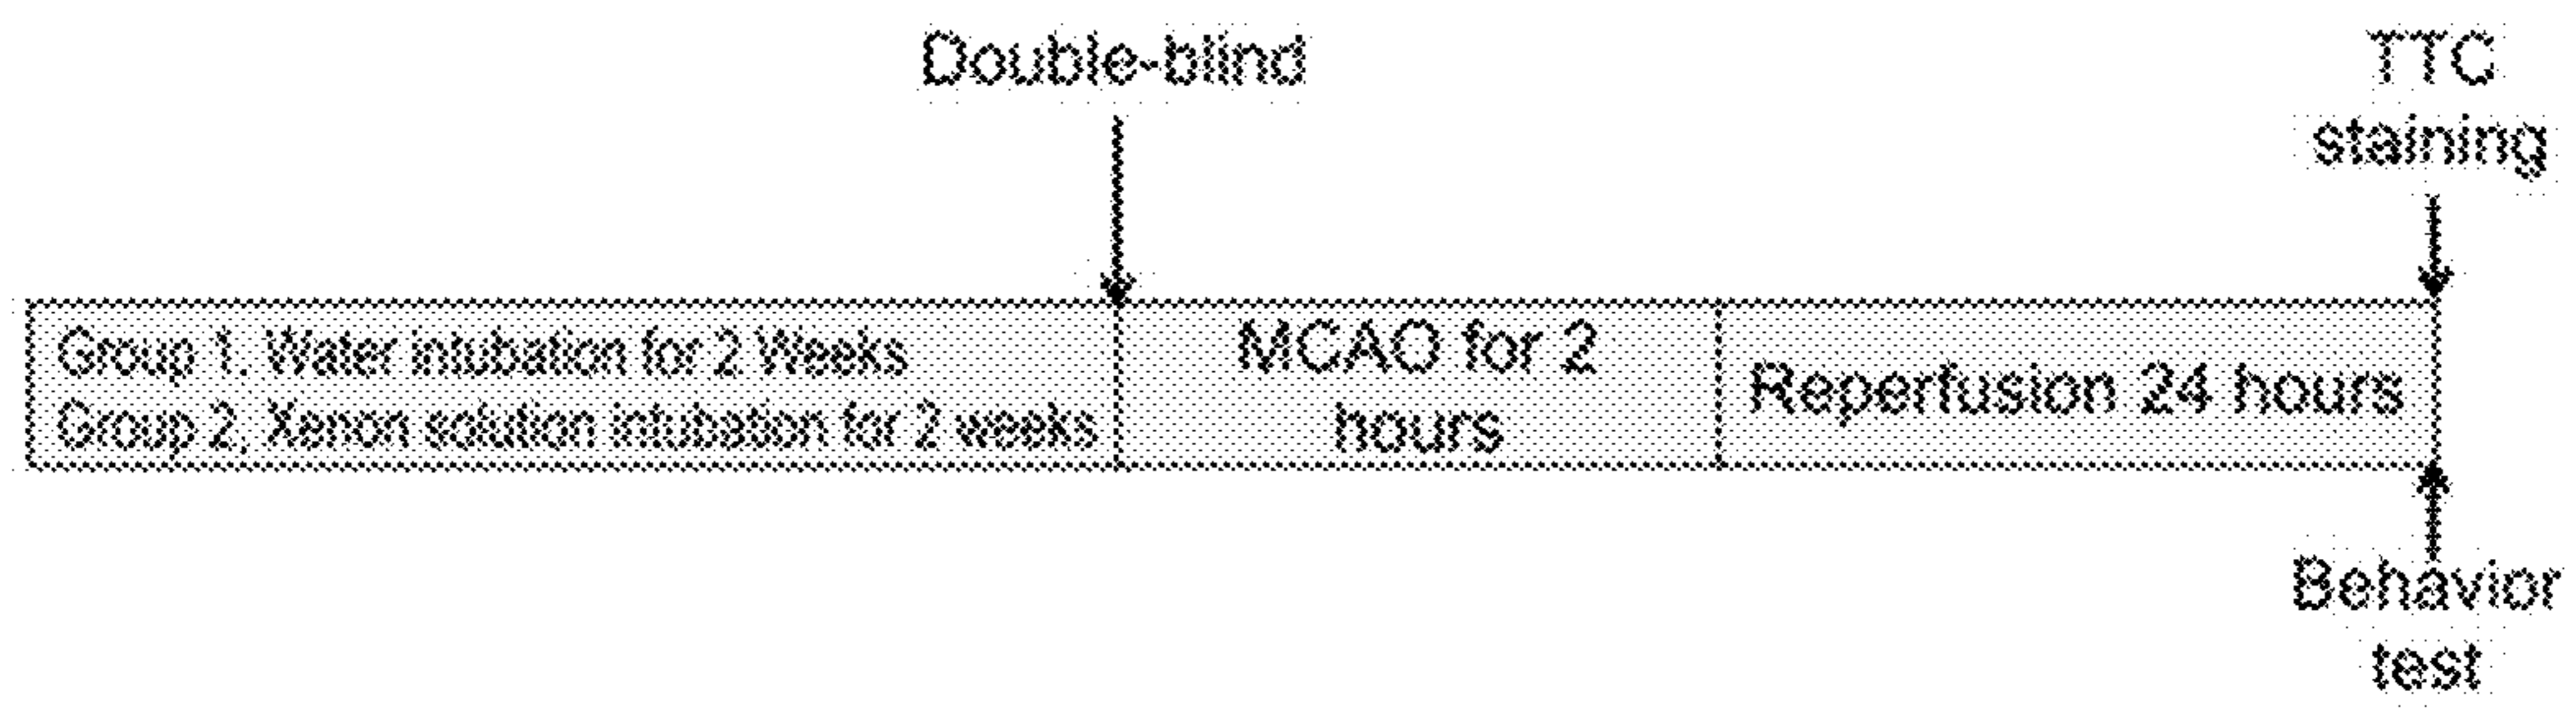 Double-blind
TTC
staining
Group 1. Water intubation for 2 Weeks
Group 2. Xenon solution intubation for 2 weeks
MCAO for 2
hours
Reperfusion 24 hours
Behavior
test